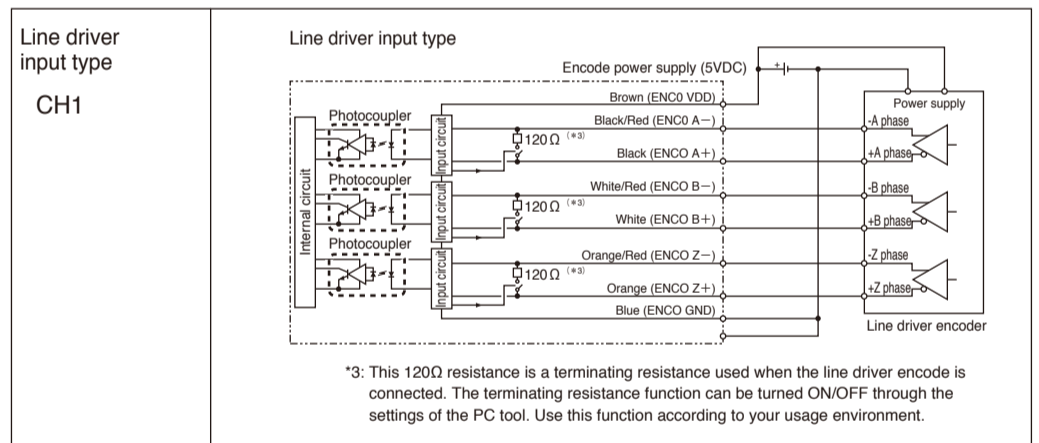 Line driver
input type
CH1
Line driver input type
Encode power supply (5VDC)
+
Brown (ENC0 VDD)
Power supply
Photocoupler
Black/Red (ENC0 A−)
-A phase
120Ω (*3)
Input circuit
Black (ENCO A+)
+A phase
Internal circuit
Photocoupler
White/Red (ENCO B−)
-B phase
120Ω (*3)
Input circuit
White (ENCO B+)
+B phase
Photocoupler
Orange/Red (ENCO Z−)
-Z phase
120Ω (*3)
Input circuit
Orange (ENCO Z+)
+Z phase
Blue (ENCO GND)
Line driver encoder
*3: This 120Ω resistance is a terminating resistance used when the line driver encode is
connected. The terminating resistance function can be turned ON/OFF through the
settings of the PC tool. Use this function according to your usage environment.